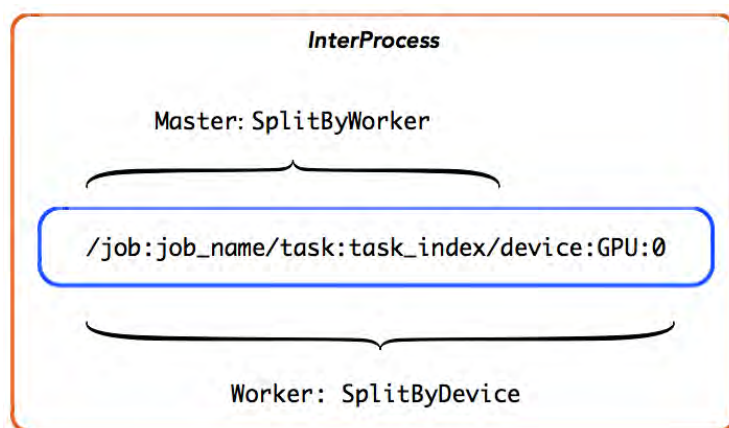 InterProcess
Master: SplitByWorker
/job:job_name/task:task_index/device:GPU:0
Worker: SplitByDevice